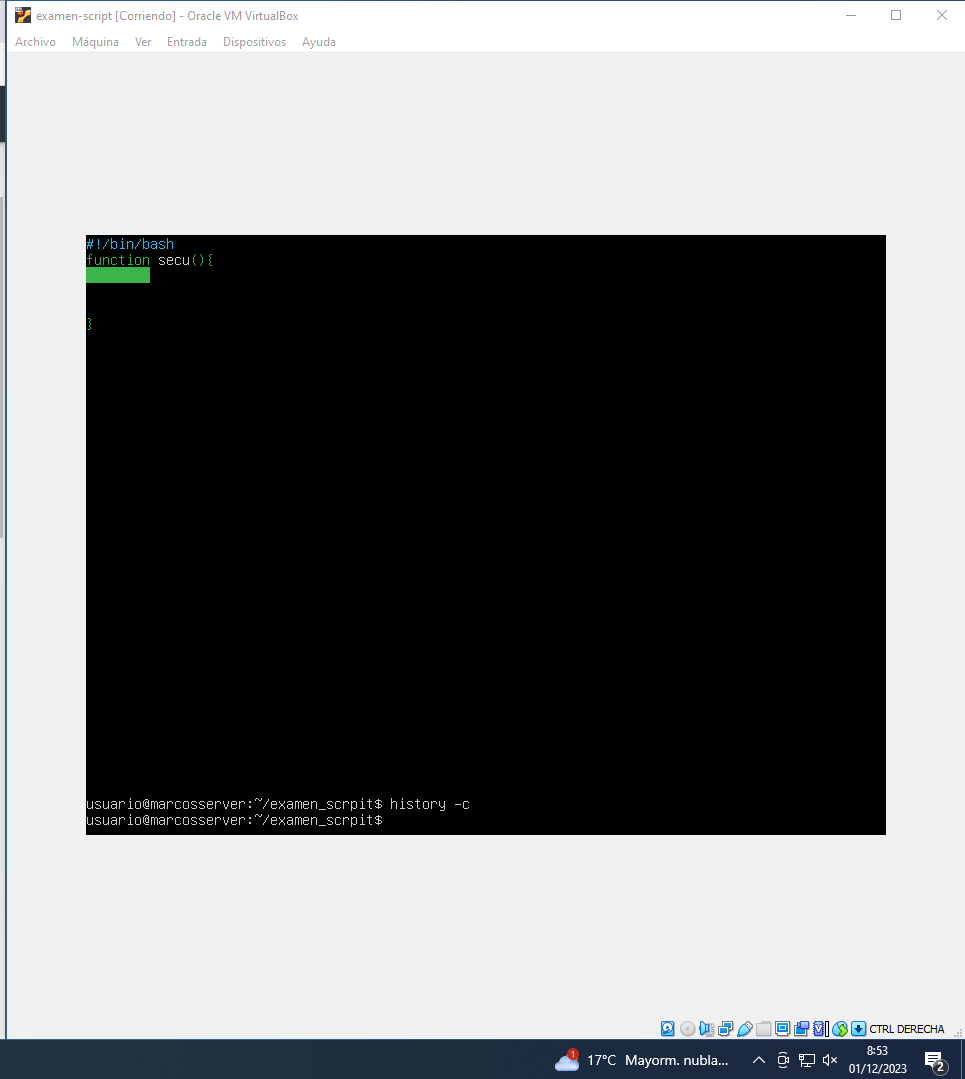 examen-script [Corriendo] - Oracle VM VirtualBox
Archivo Máquina Ver Entrada Dispositivos Ayuda
#!/bin/bash
function secu(){
}
usuario@marcosserver:~/examen_scrpit$ history -c
usuario@marcosserver:~/examen_scrpit$
CTRL DERECHA
1 17°C Mayorm. nubla... 8:53
01/12/2023 2